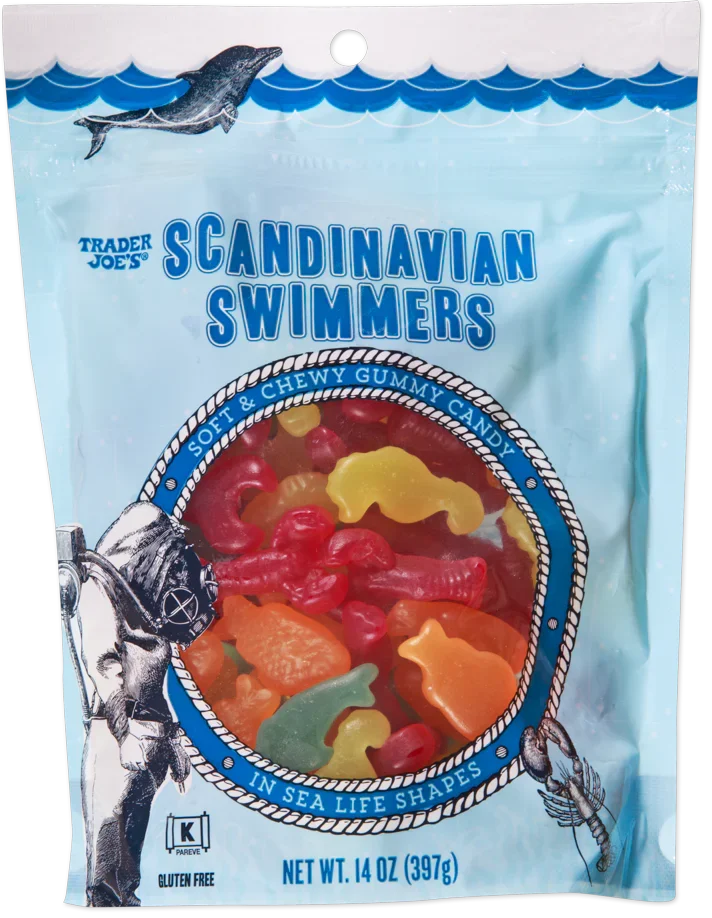 TRADER
JOE'S®
SCANDINAVIAN
SWIMMERS
SOFT & CHEWY GUMMY CANDY
IN SEA LIFE SHAPES
K
PAREVE
GLUTEN FREE
NET WT. 14 OZ (397g)